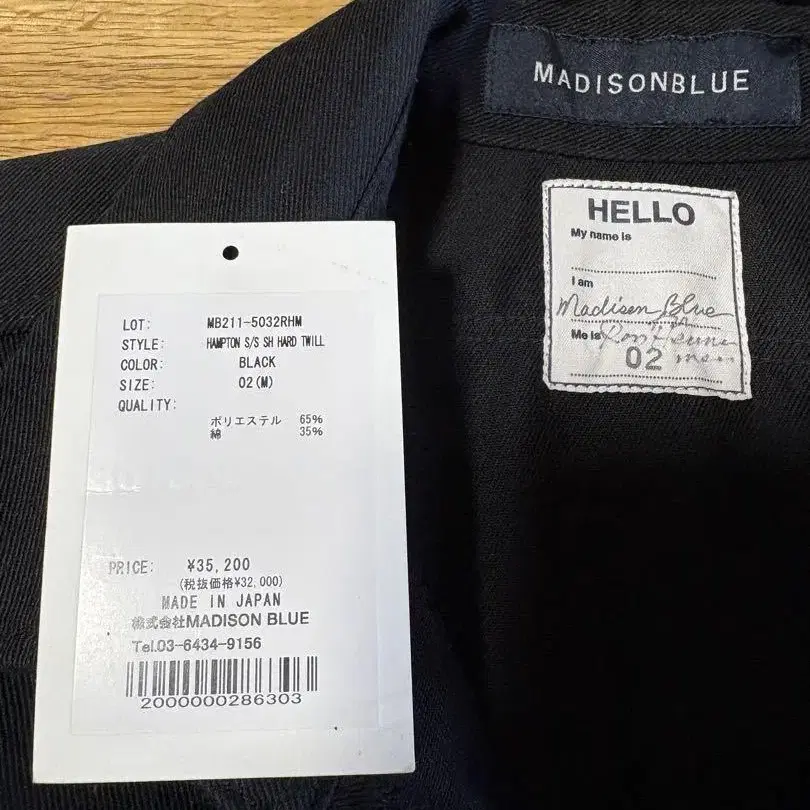 MADISONBLUE
HELLO
My name is
I am
Madisen Blue
Me is
02
LOT: MB211-5032RHM
STYLE: HAMPTON S/S SH HARD TWILL
COLOR: BLACK
SIZE: 02(M)
QUALITY:
ポリエステル 65%
綿 35%
PRICE: ¥35,200
(税抜価格¥32,000)
MADE IN JAPAN
株式会社MADISON BLUE
Tel.03-6434-9156
2000000286303